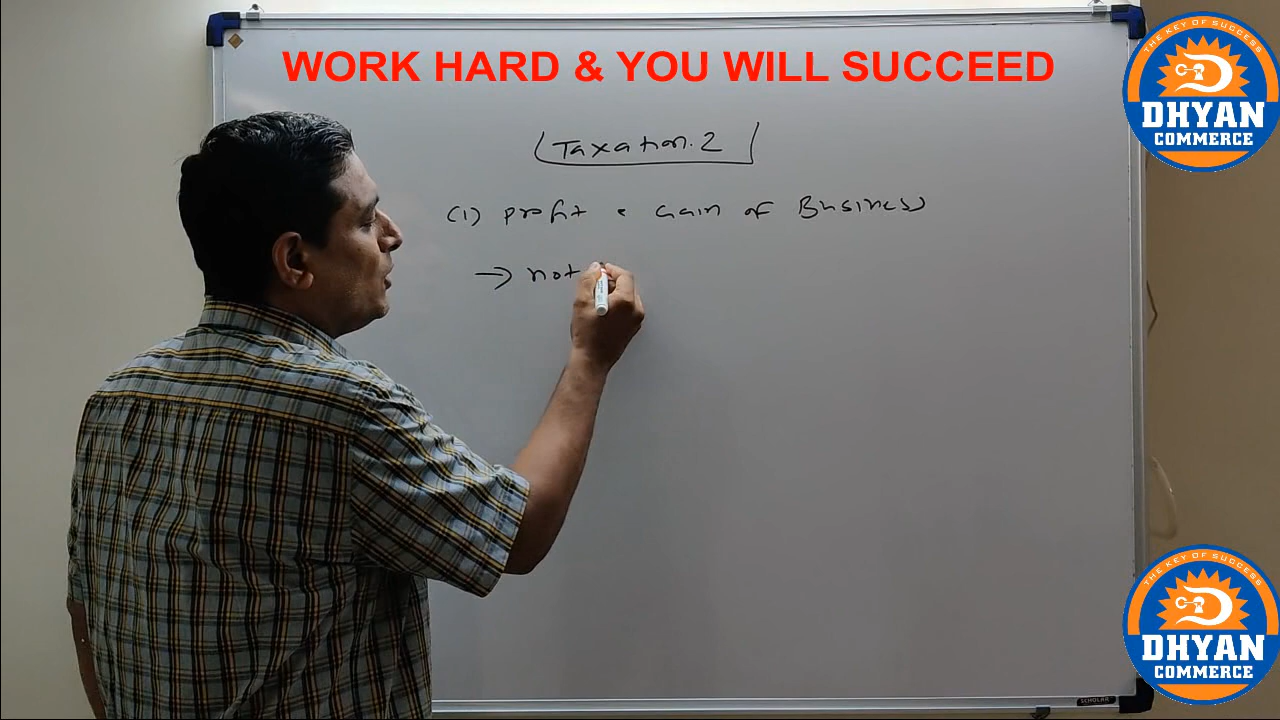 WORK HARD & YOU WILL SUCCEED
THE KEY OF SUCCESS
DHYAN
COMMERCE
Taxation.2
(1) Profit & Gain of Business
→ not
SCHOLAR
THE KEY OF SUCCESS
DHYAN
COMMERCE